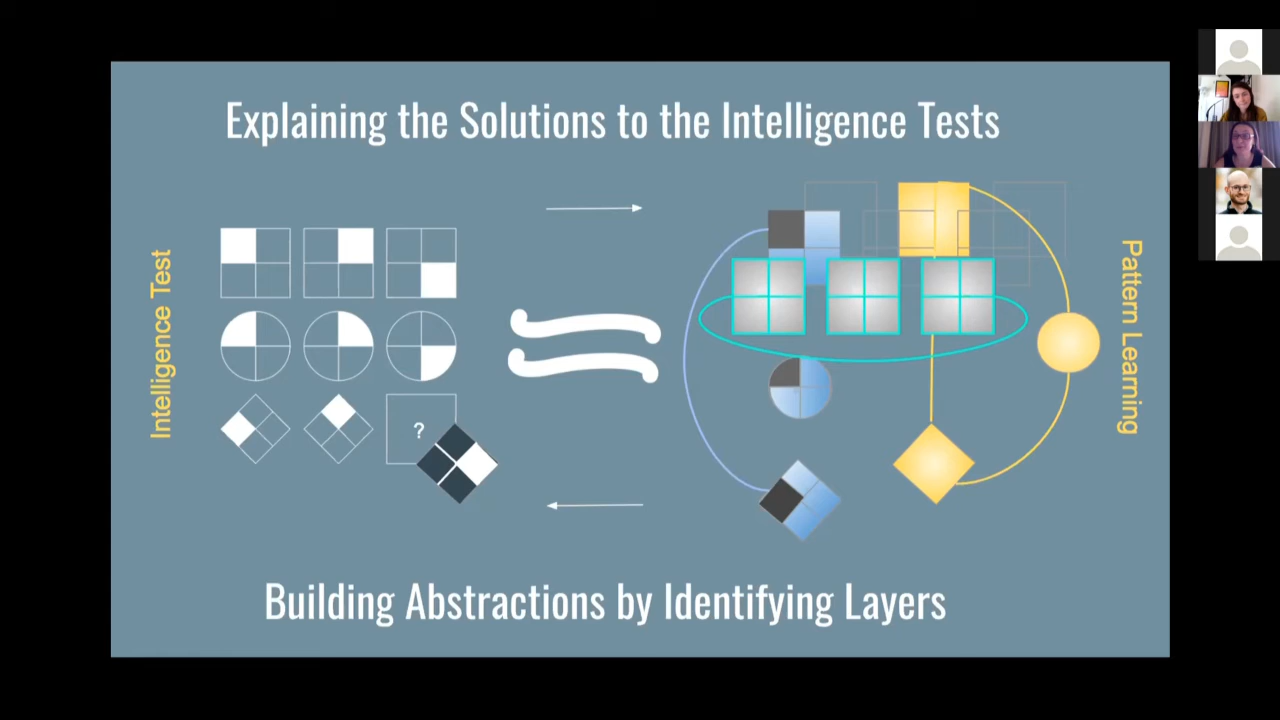 Explaining the Solutions to the Intelligence Tests
Intelligence Test
?
Pattern Learning
Building Abstractions by Identifying Layers